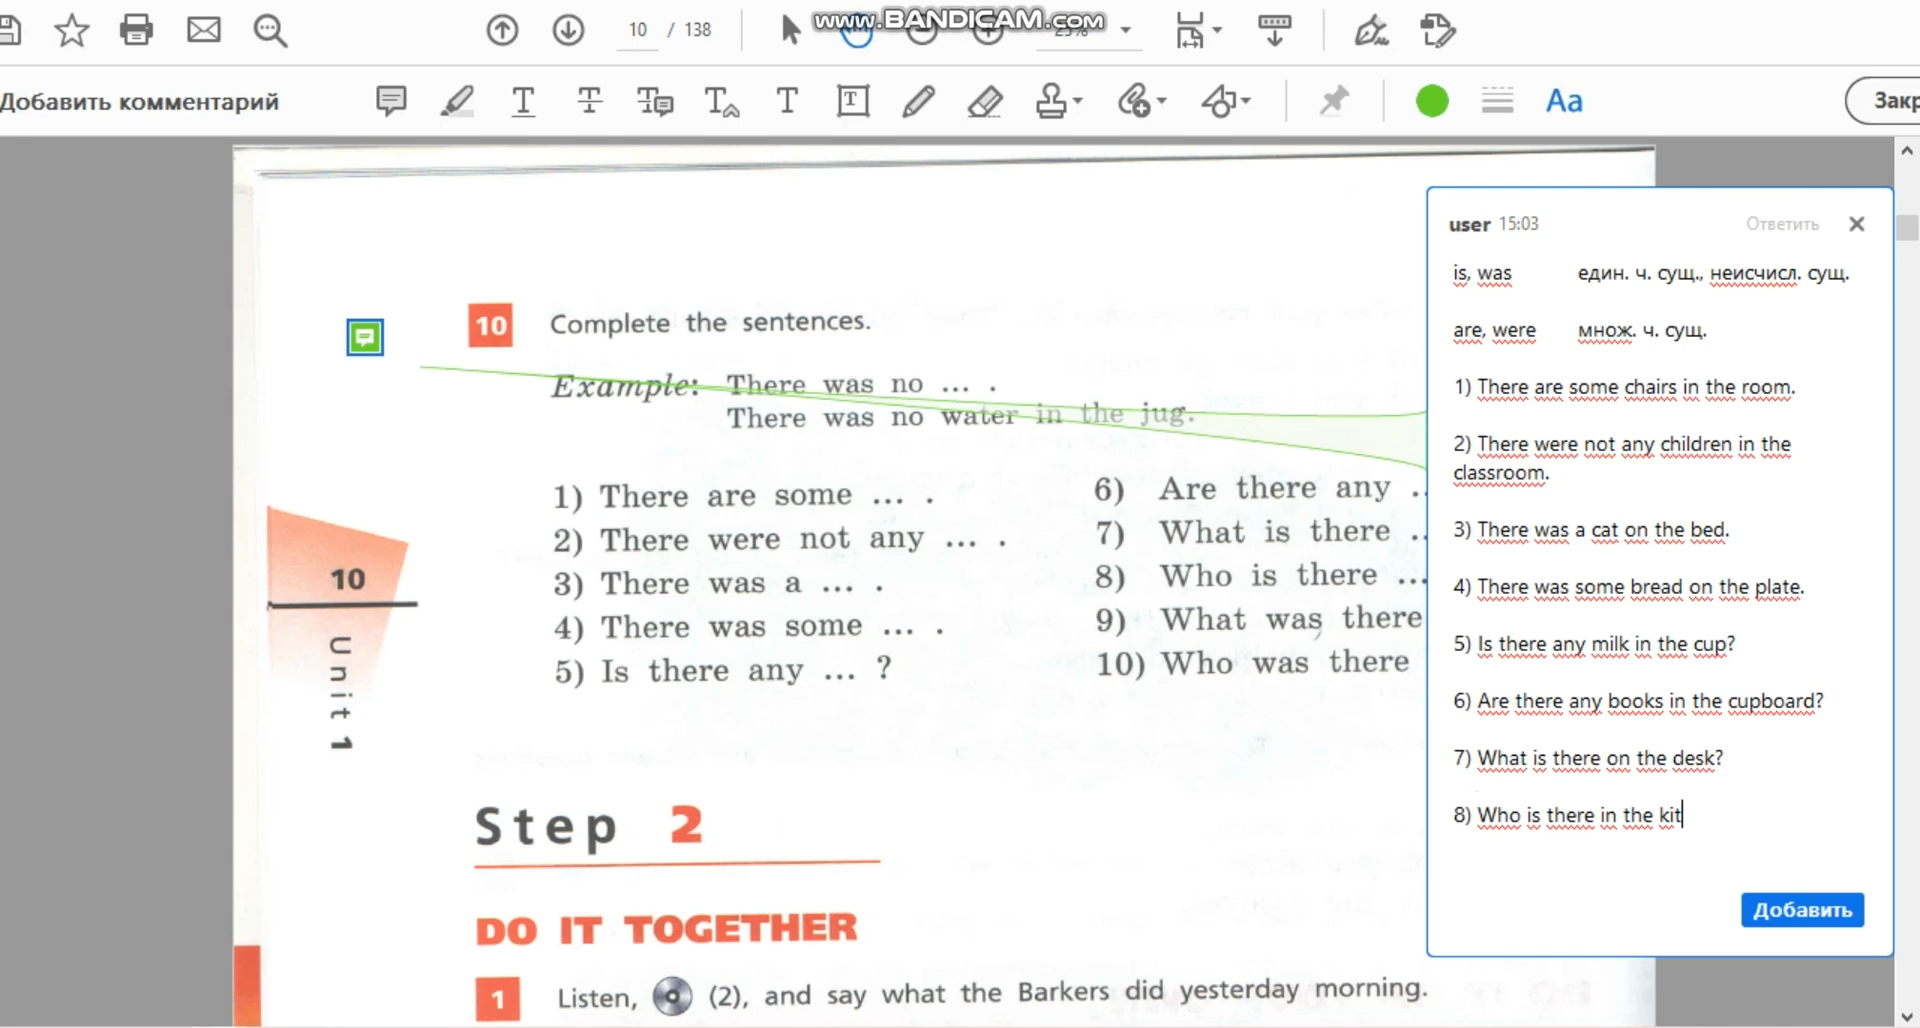 www.BANDICAM.com
10 / 138
25%
Добавить комментарий
Aa
Закр
10 Complete the sentences.
Example: There was no ... .
There was no water in the jug.
1) There are some ... .
2) There were not any ... .
3) There was a ... .
4) There was some ... .
5) Is there any ... ?
6) Are there any ..
7) What is there ..
8) Who is there ...
9) What was there
10) Who was there
10
Unit 1
Step 2
DO IT TOGETHER
1 Listen, (2), and say what the Barkers did yesterday morning.
user 15:03 Ответить
is, was един. ч. сущ., неисчисл. сущ.
are, were множ. ч. сущ.
1) There are some chairs in the room.
2) There were not any children in the
classroom.
3) There was a cat on the bed.
4) There was some bread on the plate.
5) Is there any milk in the cup?
6) Are there any books in the cupboard?
7) What is there on the desk?
8) Who is there in the kit
Добавить